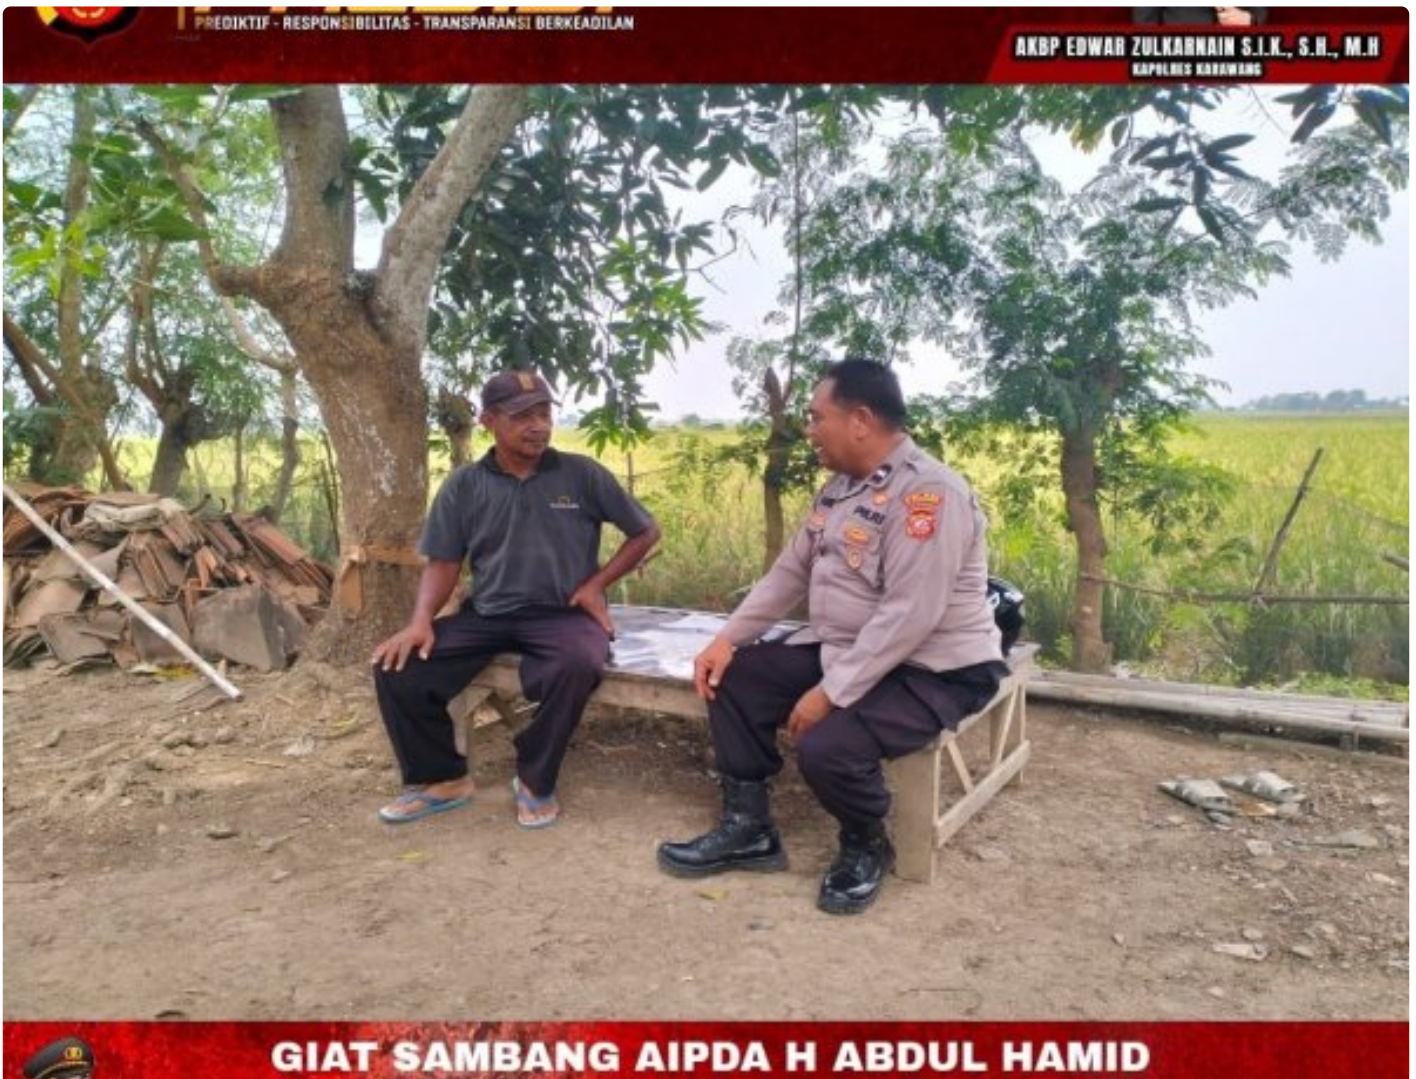 PREDIKTIF - RESPONSIBILITAS - TRANSPARANSI BERKEADILAN
AKBP EDWAR ZULKARNAIN S.I.K., S.H., M.H
KAPOLRES KARAWANG
POLRI
GIAT SAMBANG AIPDA H ABDUL HAMID